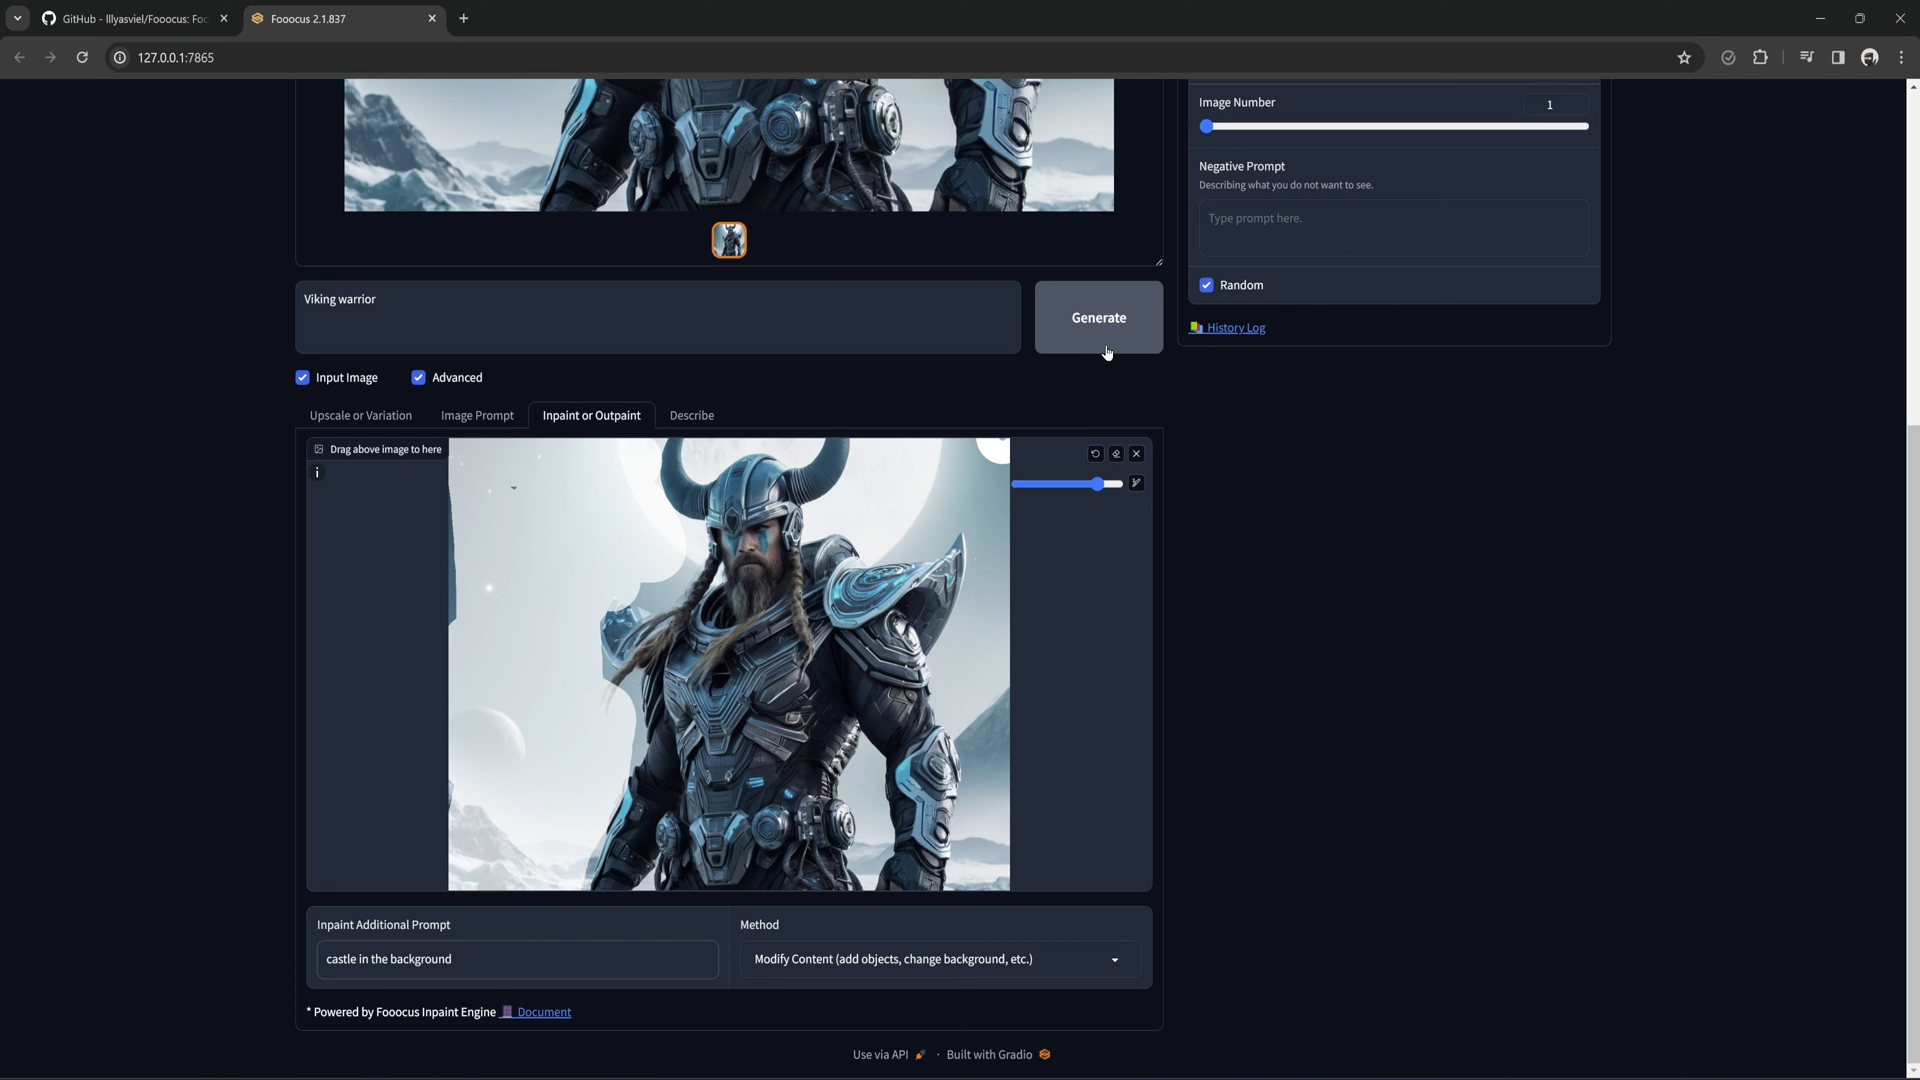 GitHub - lllyasviel/Fooocus: Foc
Fooocus 2.1.837
127.0.0.1:7865
Image Number
1
Negative Prompt
Describing what you do not want to see.
Type prompt here.
Random
History Log
Viking warrior
Generate
Input Image
Advanced
Upscale or Variation
Image Prompt
Inpaint or Outpaint
Describe
Drag above image to here
Inpaint Additional Prompt
castle in the background
Method
Modify Content (add objects, change background, etc.)
* Powered by Fooocus Inpaint Engine Document
Use via API · Built with Gradio